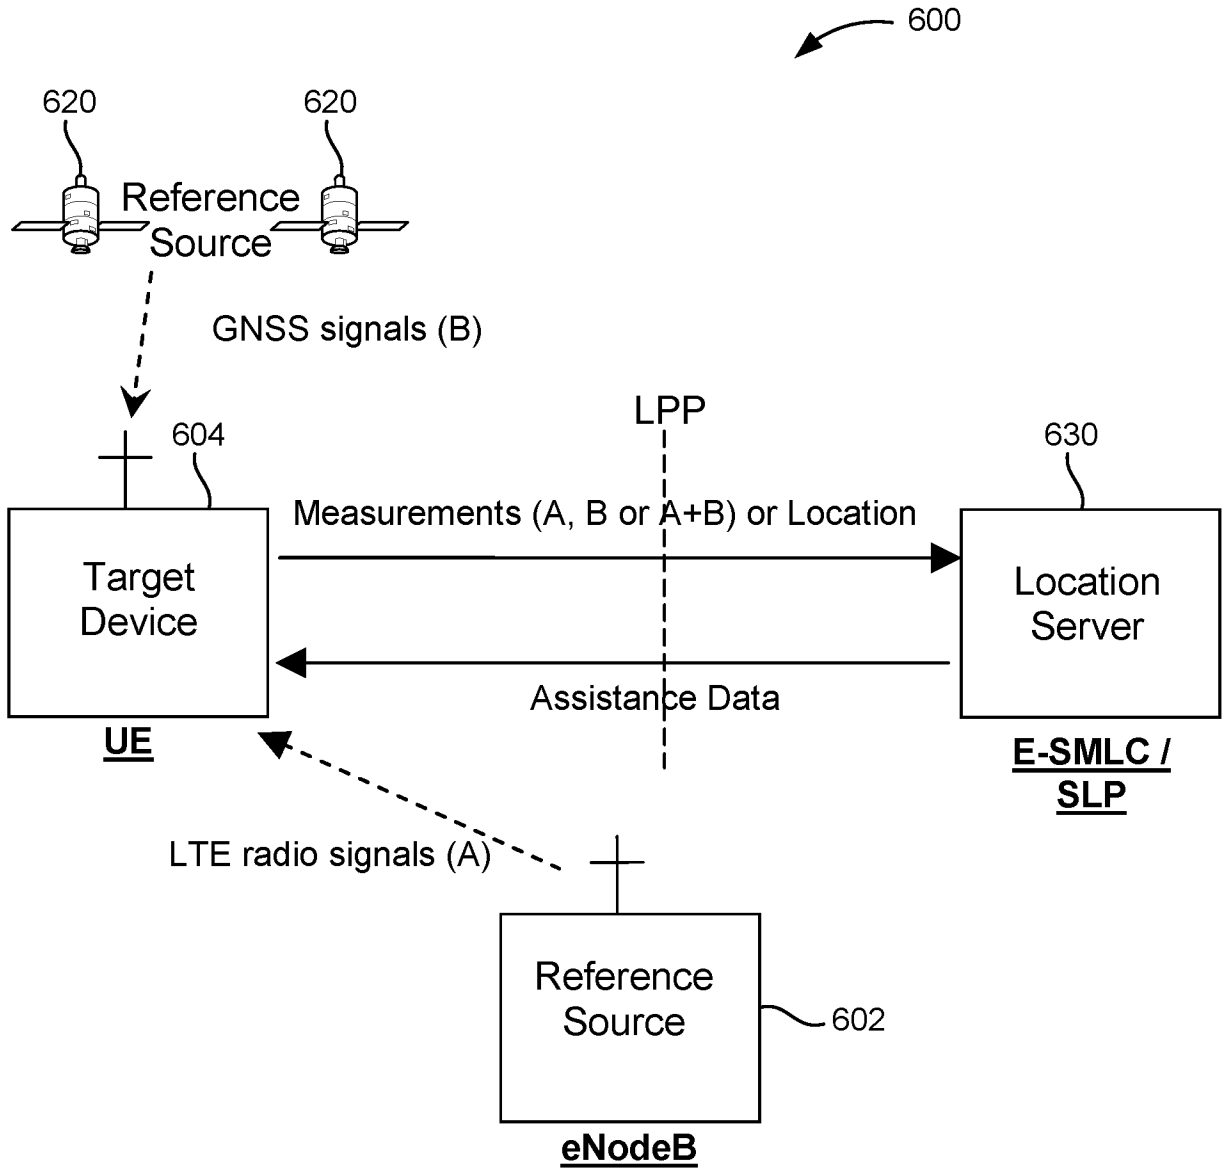 600
620
620
Reference
Source
GNSS signals (B)
LPP
604
630
Measurements (A, B or A+B) or Location
Target
Device
Location
Server
Assistance Data
UE
E-SMLC /
SLP
LTE radio signals (A)
Reference
Source
602
eNodeB